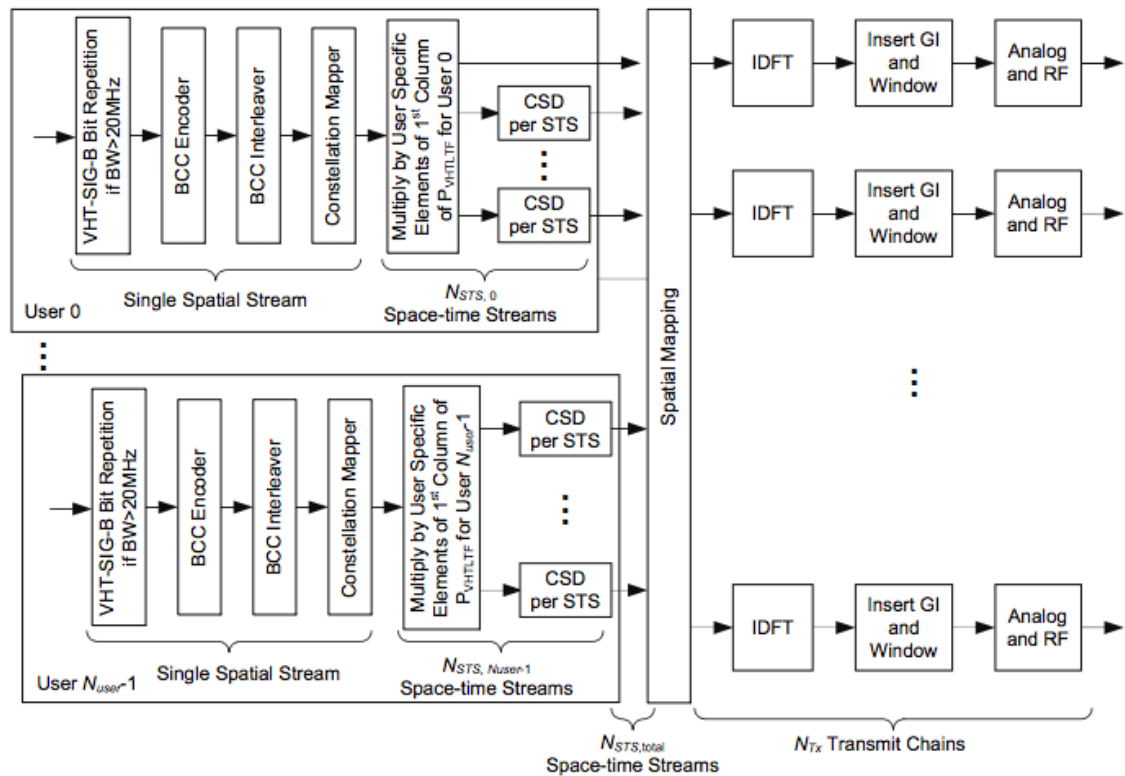 VHT-SIG-B Bit Repetition
if BW>20MHz
BCC Encoder
BCC Interleaver
Constellation Mapper
Multiply by User Specific
Elements of 1st Column
of PVHTLTF for User 0
CSD
per STS
CSD
per STS
Single Spatial Stream
NSTS, 0
Space-time Streams
User 0
VHT-SIG-B Bit Repetition
if BW>20MHz
BCC Encoder
BCC Interleaver
Constellation Mapper
Multiply by User Specific
Elements of 1st Column of
PVHTLTF for User Nuser-1
CSD
per STS
CSD
per STS
Single Spatial Stream
NSTS, Nuser-1
Space-time Streams
User Nuser-1
NSTS,total
Space-time Streams
Spatial Mapping
IDFT
Insert GI
and
Window
Analog
and RF
IDFT
Insert GI
and
Window
Analog
and RF
IDFT
Insert GI
and
Window
Analog
and RF
NTx Transmit Chains